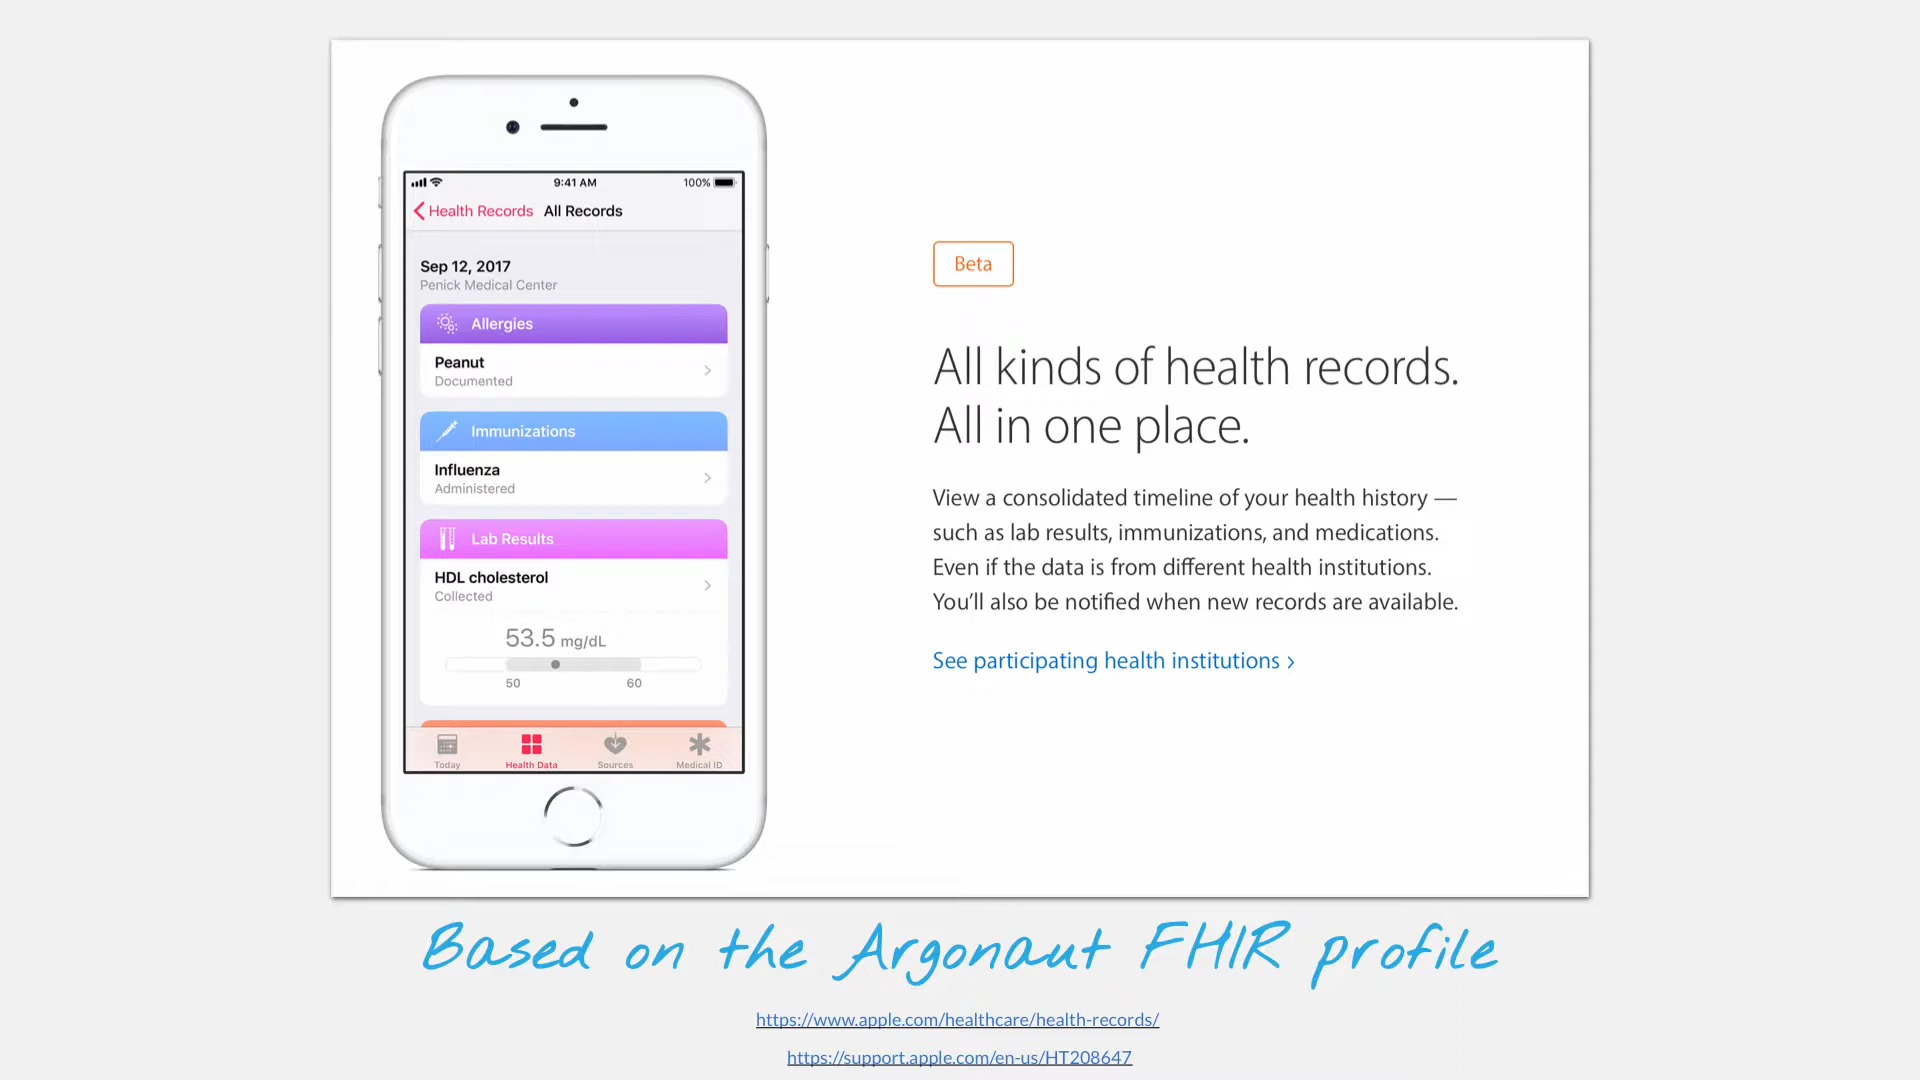 9:41 AM
100%
Health Records All Records
Sep 12, 2017
Penick Medical Center
Allergies
Peanut
Documented
Immunizations
Influenza
Administered
Lab Results
HDL cholesterol
Collected
53.5 mg/dL
50 60
Today Health Data Sources Medical ID
Beta
All kinds of health records.
All in one place.
View a consolidated timeline of your health history —
such as lab results, immunizations, and medications.
Even if the data is from different health institutions.
You’ll also be notified when new records are available.
See participating health institutions ›
Based on the Argonaut FHIR profile
https://www.apple.com/healthcare/health-records/
https://support.apple.com/en-us/HT208647